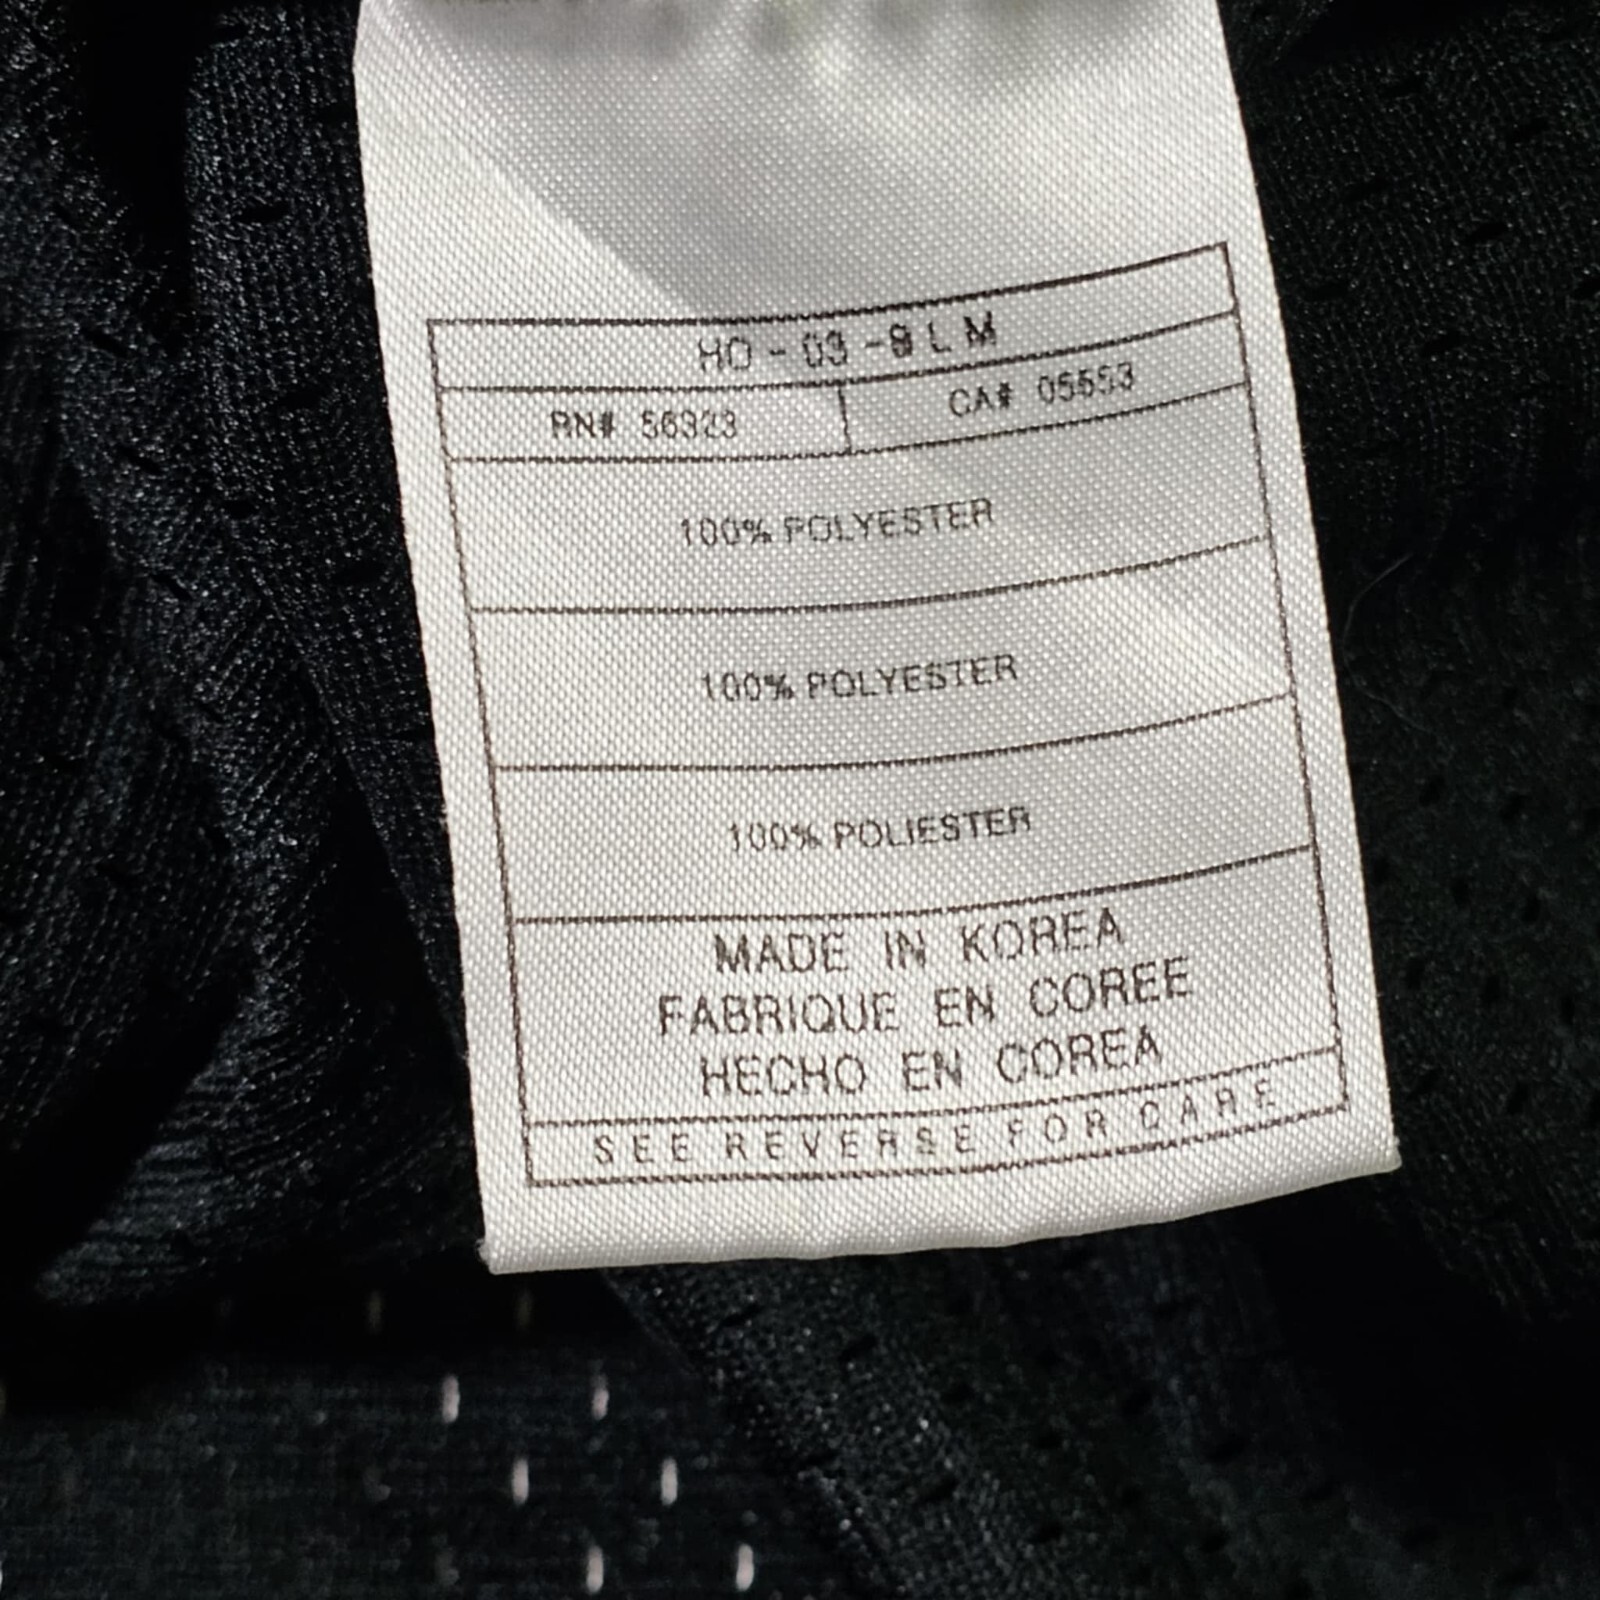 HO - 03 - 9 L M
RN# 56323 CA# 05553
100% POLYESTER
100% POLYESTER
100% POLIESTER
MADE IN KOREA
FABRIQUE EN COREE
HECHO EN COREA
SEE REVERSE FOR CARE